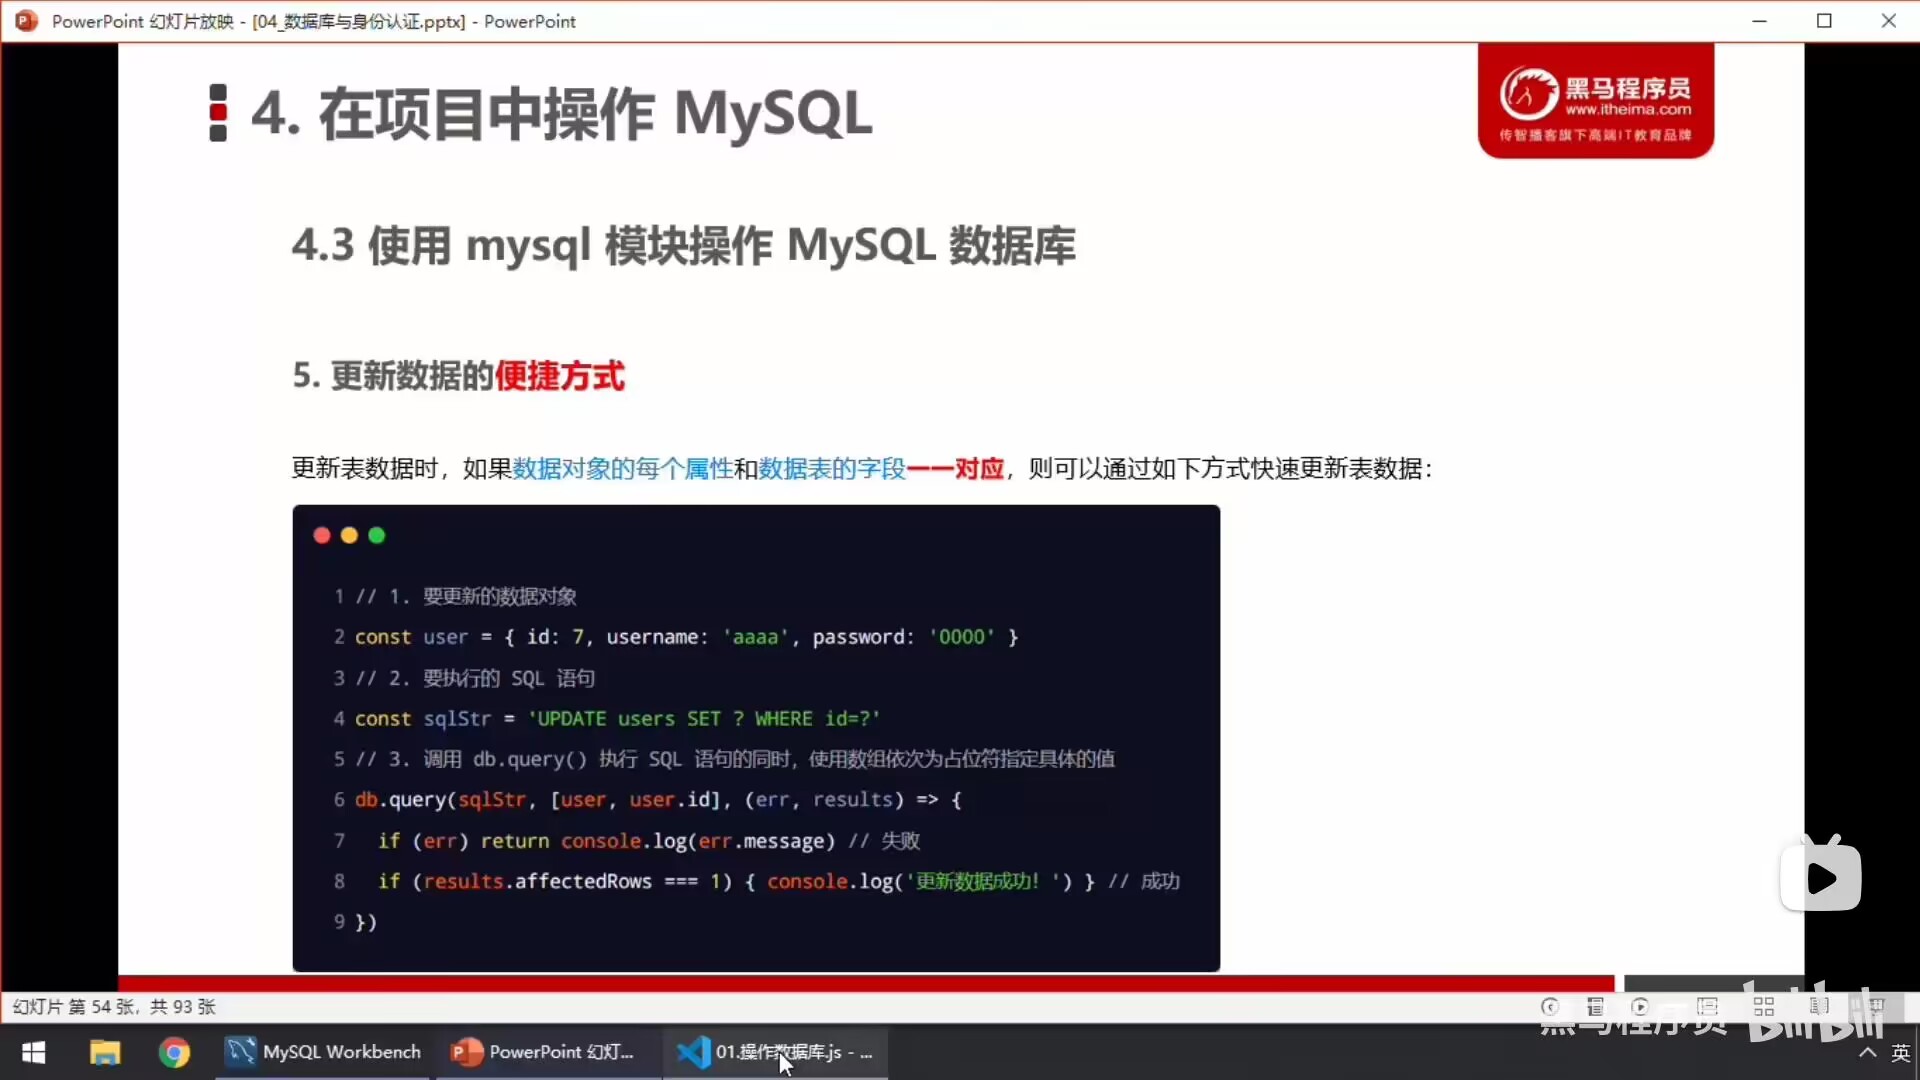 PowerPoint 幻灯片放映 - [04_数据库与身份认证.pptx] - PowerPoint
4. 在项目中操作 MySQL
黑马程序员
www.itheima.com
传智播客旗下高端IT教育品牌
4.3 使用 mysql 模块操作 MySQL 数据库
5. 更新数据的便捷方式
更新表数据时，如果数据对象的每个属性和数据表的字段一一对应，则可以通过如下方式快速更新表数据：
1 // 1. 要更新的数据对象
2 const user = { id: 7, username: 'aaaa', password: '0000' }
3 // 2. 要执行的 SQL 语句
4 const sqlStr = 'UPDATE users SET ? WHERE id=?'
5 // 3. 调用 db.query() 执行 SQL 语句的同时，使用数组依次为占位符指定具体的值
6 db.query(sqlStr, [user, user.id], (err, results) => {
7 if (err) return console.log(err.message) // 失败
8 if (results.affectedRows === 1) { console.log('更新数据成功！') } // 成功
9 })
幻灯片 第 54 张，共 93 张
黑马程序员 bilibili
MySQL Workbench
PowerPoint 幻灯...
01.操作数据库.js - ...
英